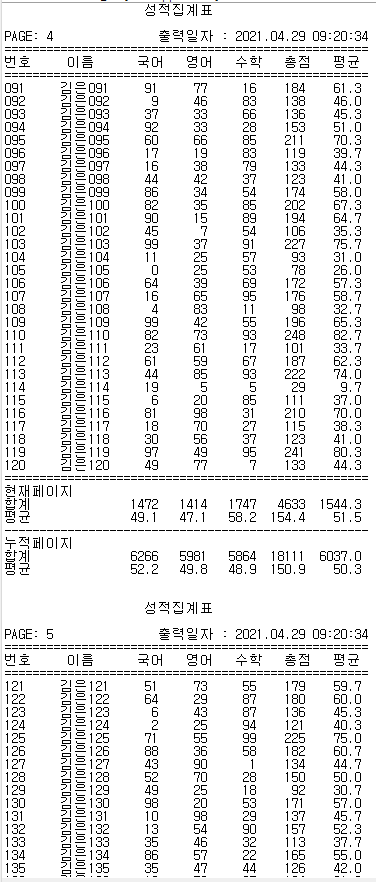 성적집계표
PAGE: 4 출력일자 : 2021.04.29 09:20:34
번호 이름 국어 영어 수학 총점 평균
091 김은091 91 77 16 184 61.3
092 김은092 9 46 83 138 46.0
093 김은093 37 33 66 136 45.3
094 김은094 92 33 28 153 51.0
095 김은095 60 66 85 211 70.3
096 김은096 17 19 83 119 39.7
097 김은097 16 38 79 133 44.3
098 김은098 44 42 37 123 41.0
099 김은099 86 34 54 174 58.0
100 김은100 82 35 85 202 67.3
101 김은101 90 15 89 194 64.7
102 김은102 45 7 54 106 35.3
103 김은103 99 37 91 227 75.7
104 김은104 11 25 57 93 31.0
105 김은105 0 25 53 78 26.0
106 김은106 64 39 69 172 57.3
107 김은107 16 65 95 176 58.7
108 김은108 4 83 11 98 32.7
109 김은109 99 42 55 196 65.3
110 김은110 82 73 93 248 82.7
111 김은111 23 61 17 101 33.7
112 김은112 61 59 67 187 62.3
113 김은113 44 85 93 222 74.0
114 김은114 19 5 5 29 9.7
115 김은115 6 20 85 111 37.0
116 김은116 81 98 31 210 70.0
117 김은117 18 70 27 115 38.3
118 김은118 30 56 37 123 41.0
119 김은119 97 49 95 241 80.3
120 김은120 49 77 7 133 44.3
현재페이지
합계 1472 1414 1747 4633 1544.3
평균 49.1 47.1 58.2 154.4 51.5
누적페이지
합계 6266 5981 5864 18111 6037.0
평균 52.2 49.8 48.9 150.9 50.3
성적집계표
PAGE: 5 출력일자 : 2021.04.29 09:20:34
번호 이름 국어 영어 수학 총점 평균
121 김은121 51 73 55 179 59.7
122 김은122 64 29 87 180 60.0
123 김은123 6 43 87 136 45.3
124 김은124 2 25 94 121 40.3
125 김은125 71 55 99 225 75.0
126 김은126 88 36 58 182 60.7
127 김은127 43 90 1 134 44.7
128 김은128 52 70 28 150 50.0
129 김은129 49 25 18 92 30.7
130 김은130 98 20 53 171 57.0
131 김은131 10 98 29 137 45.7
132 김은132 13 54 90 157 52.3
133 김은133 35 46 32 113 37.7
134 김은134 86 57 22 165 55.0
135 김은135 35 47 44 126 42.0